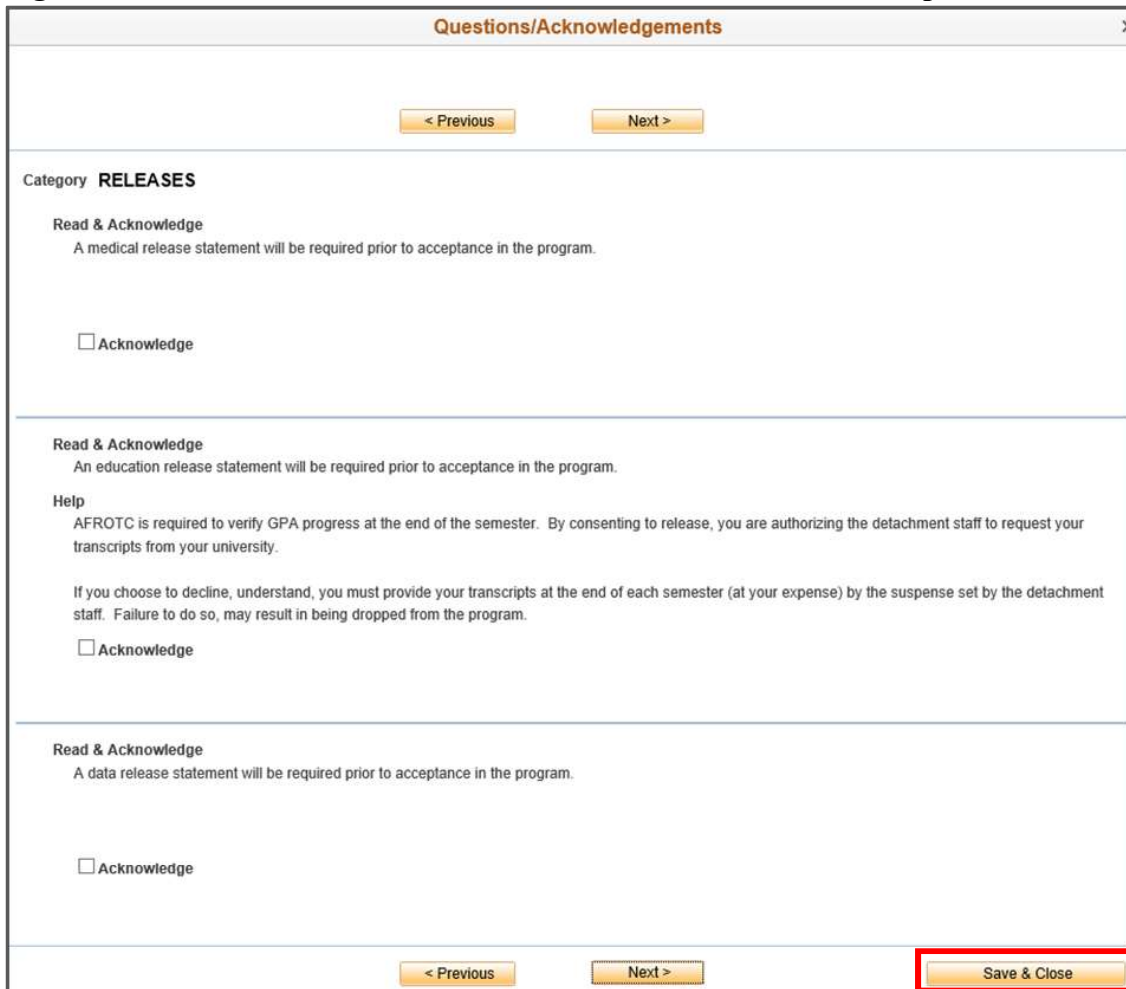 Questions/Acknowledgements
< Previous Next >
Category RELEASES
Read & Acknowledge
A medical release statement will be required prior to acceptance in the program.
Acknowledge
Read & Acknowledge
An education release statement will be required prior to acceptance in the program.
Help
AFROTC is required to verify GPA progress at the end of the semester. By consenting to release, you are authorizing the detachment staff to request your
transcripts from your university.
If you choose to decline, understand, you must provide your transcripts at the end of each semester (at your expense) by the suspense set by the detachment
staff. Failure to do so, may result in being dropped from the program.
Acknowledge
Read & Acknowledge
A data release statement will be required prior to acceptance in the program.
Acknowledge
< Previous Next > Save & Close